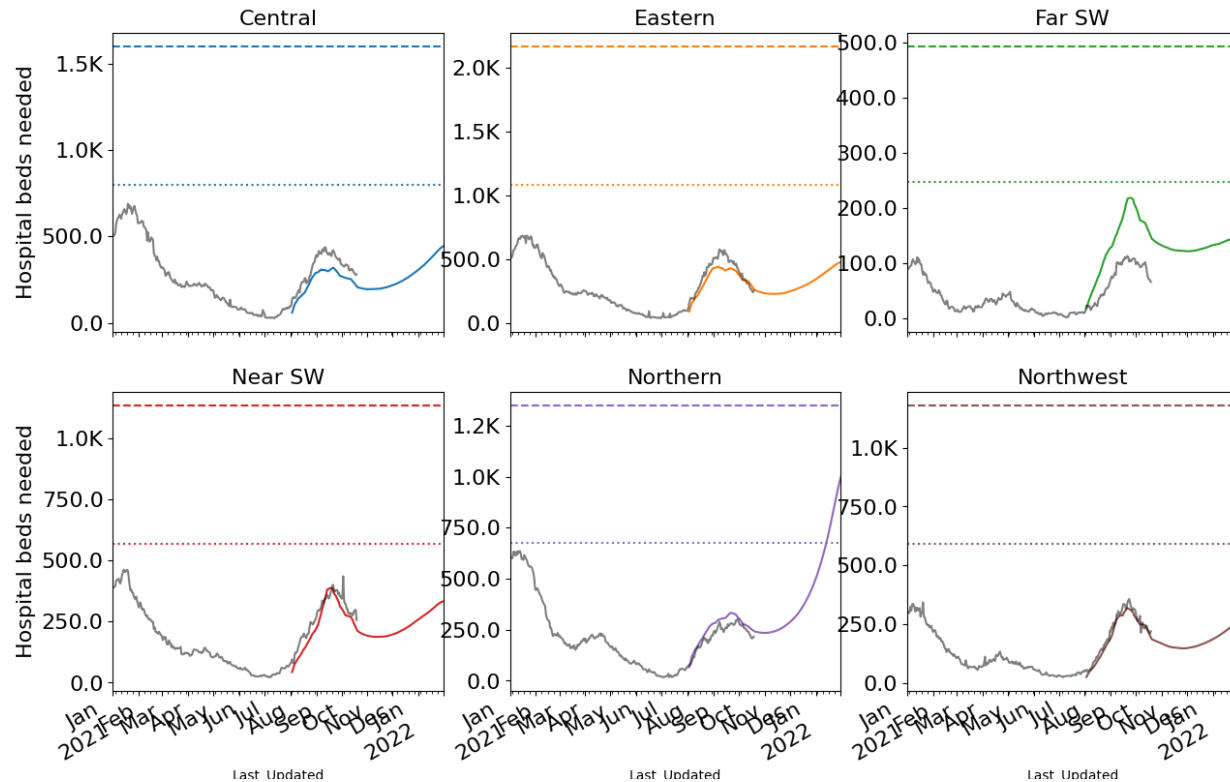 Central
Eastern
Far SW
Hospital beds needed
1.5K
1.0K
500.0
0.0
2.0K
1.5K
1.0K
500.0
0.0
500.0
400.0
300.0
200.0
100.0
0.0
Near SW
Northern
Northwest
Hospital beds needed
1.0K
750.0
500.0
250.0
0.0
1.2K
1.0K
750.0
500.0
250.0
0.0
1.0K
750.0
500.0
250.0
0.0
Jan
2021
Feb
Mar
Apr
May
Jun
Jul
Aug
Sep
Oct
Nov
Dec
Jan
2022
Jan
2021
Feb
Mar
Apr
May
Jun
Jul
Aug
Sep
Oct
Nov
Dec
Jan
2022
Jan
2021
Feb
Mar
Apr
May
Jun
Jul
Aug
Sep
Oct
Nov
Dec
Jan
2022
Last_Updated
Last_Updated
Last_Updated